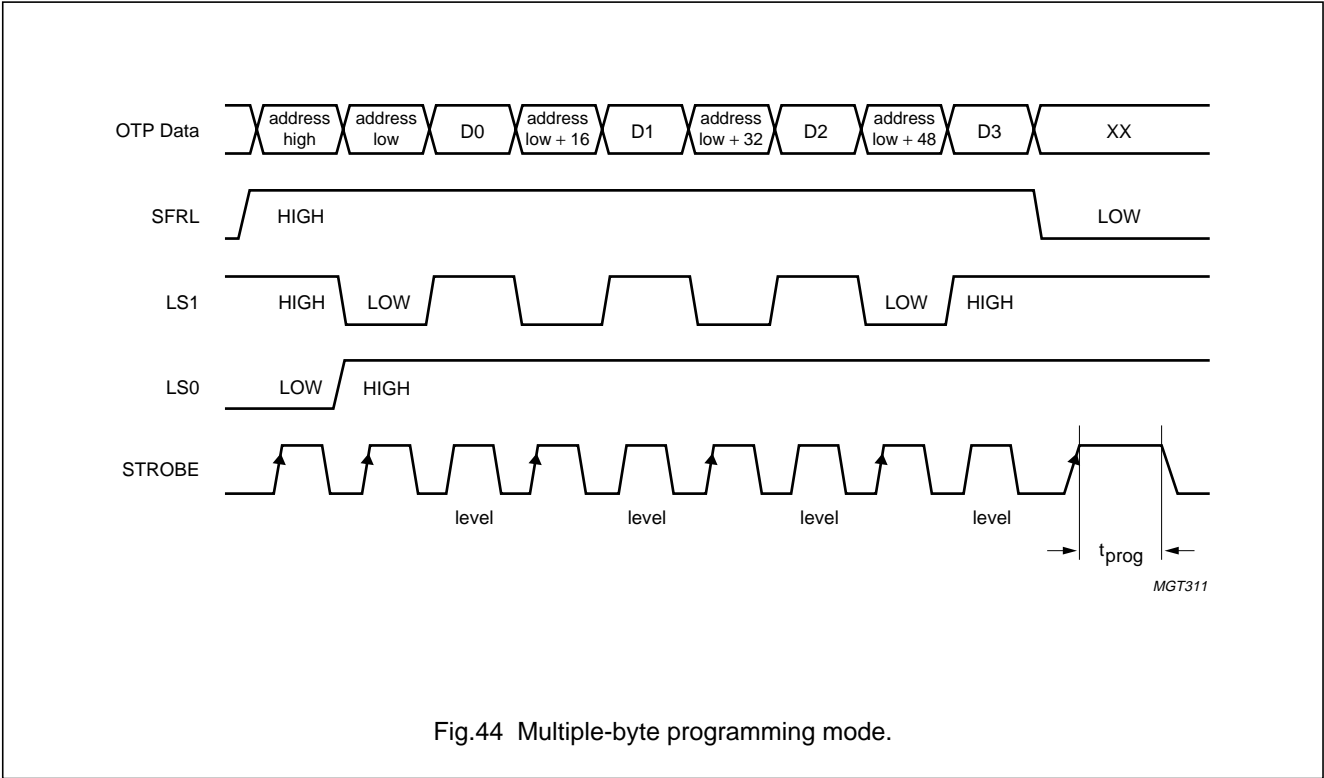 OTP Data
address high
address low
D0
address low + 16
D1
address low + 32
D2
address low + 48
D3
XX
SFRL
HIGH
LOW
LS1
HIGH
LOW
LOW
HIGH
LS0
LOW
HIGH
STROBE
level
level
level
level
tprog
MGT311
Fig.44 Multiple-byte programming mode.